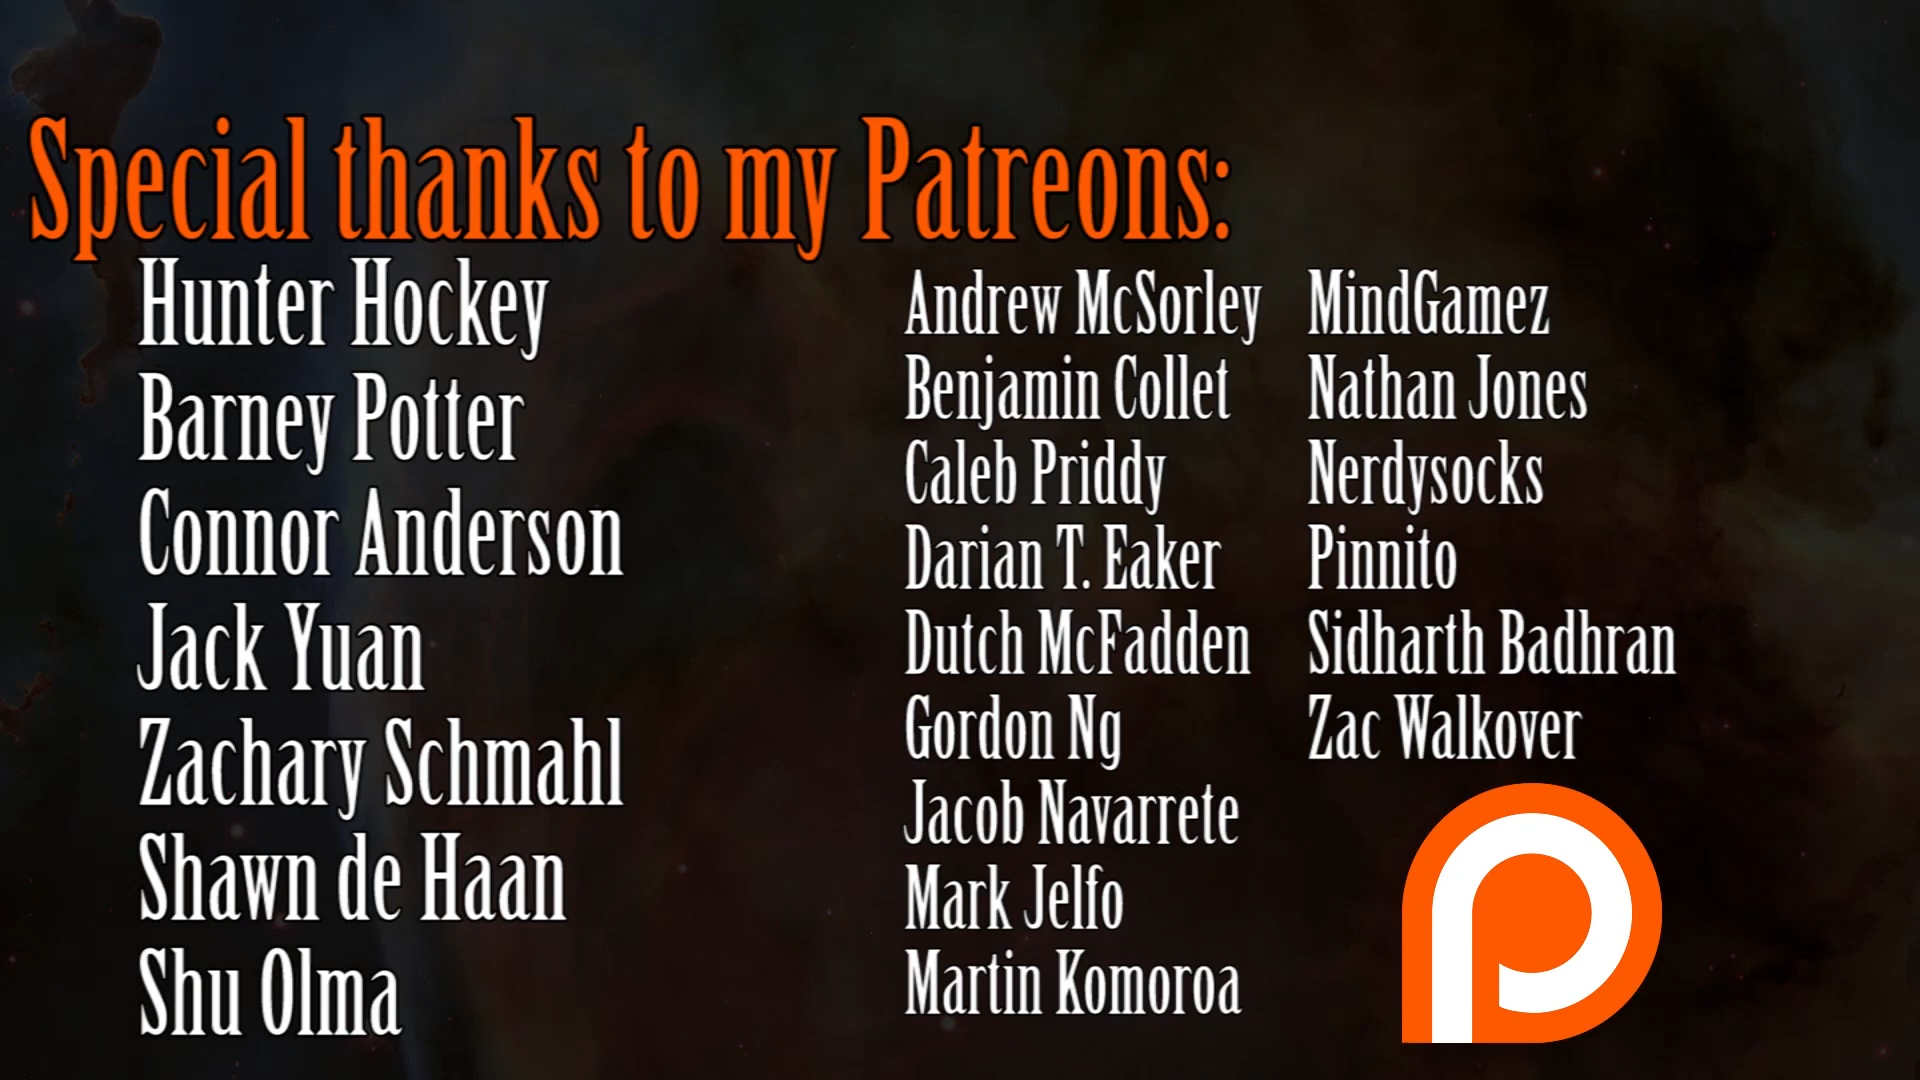 Special thanks to my Patreons:
Hunter Hockey
Barney Potter
Connor Anderson
Jack Yuan
Zachary Schmahl
Shawn de Haan
Shu Olma
Andrew McSorley
Benjamin Collet
Caleb Priddy
Darian T. Eaker
Dutch McFadden
Gordon Ng
Jacob Navarrete
Mark Jelfo
Martin Komoroa
MindGamez
Nathan Jones
Nerdysocks
Pinnito
Sidharth Badhran
Zac Walkover